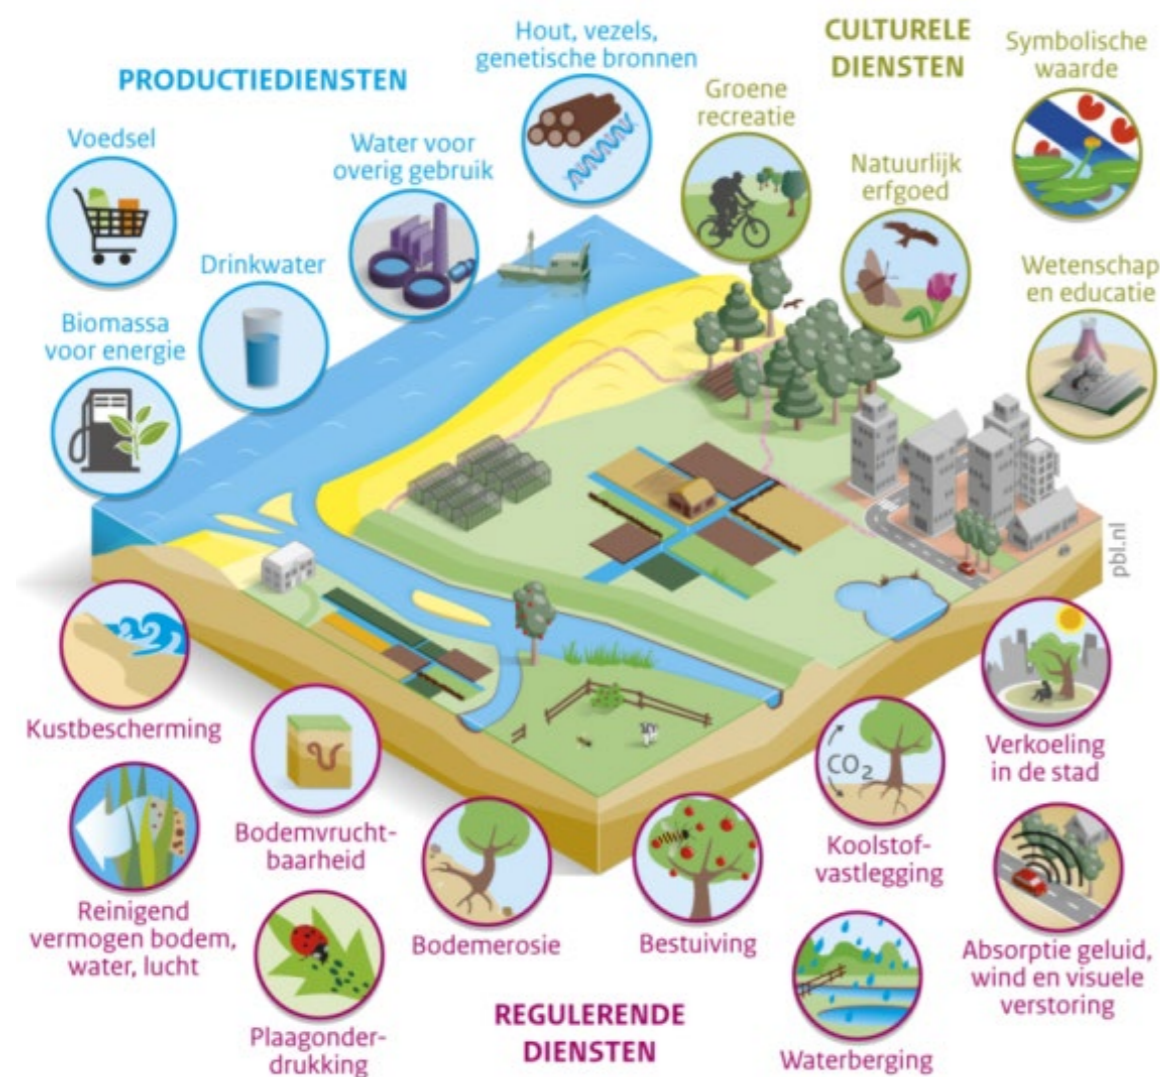 PRODUCTIEDIENSTEN
Voedsel
Biomassa
voor energie
Drinkwater
Water voor
overig gebruik
Hout, vezels,
genetische bronnen
CULTURELE
DIENSTEN
Groene
recreatie
Natuurlijk
erfgoed
Symbolische
waarde
Wetenschap
en educatie
pbl.nl
Kustbescherming
Reinigend
vermogen bodem,
water, lucht
Bodemvrucht-
baarheid
Plaagonder-
drukking
Bodemerosie
REGULERENDE
DIENSTEN
Bestuiving
CO2
Koolstof-
vastlegging
Waterberging
Verkoeling
in de stad
Absorptie geluid,
wind en visuele
verstoring